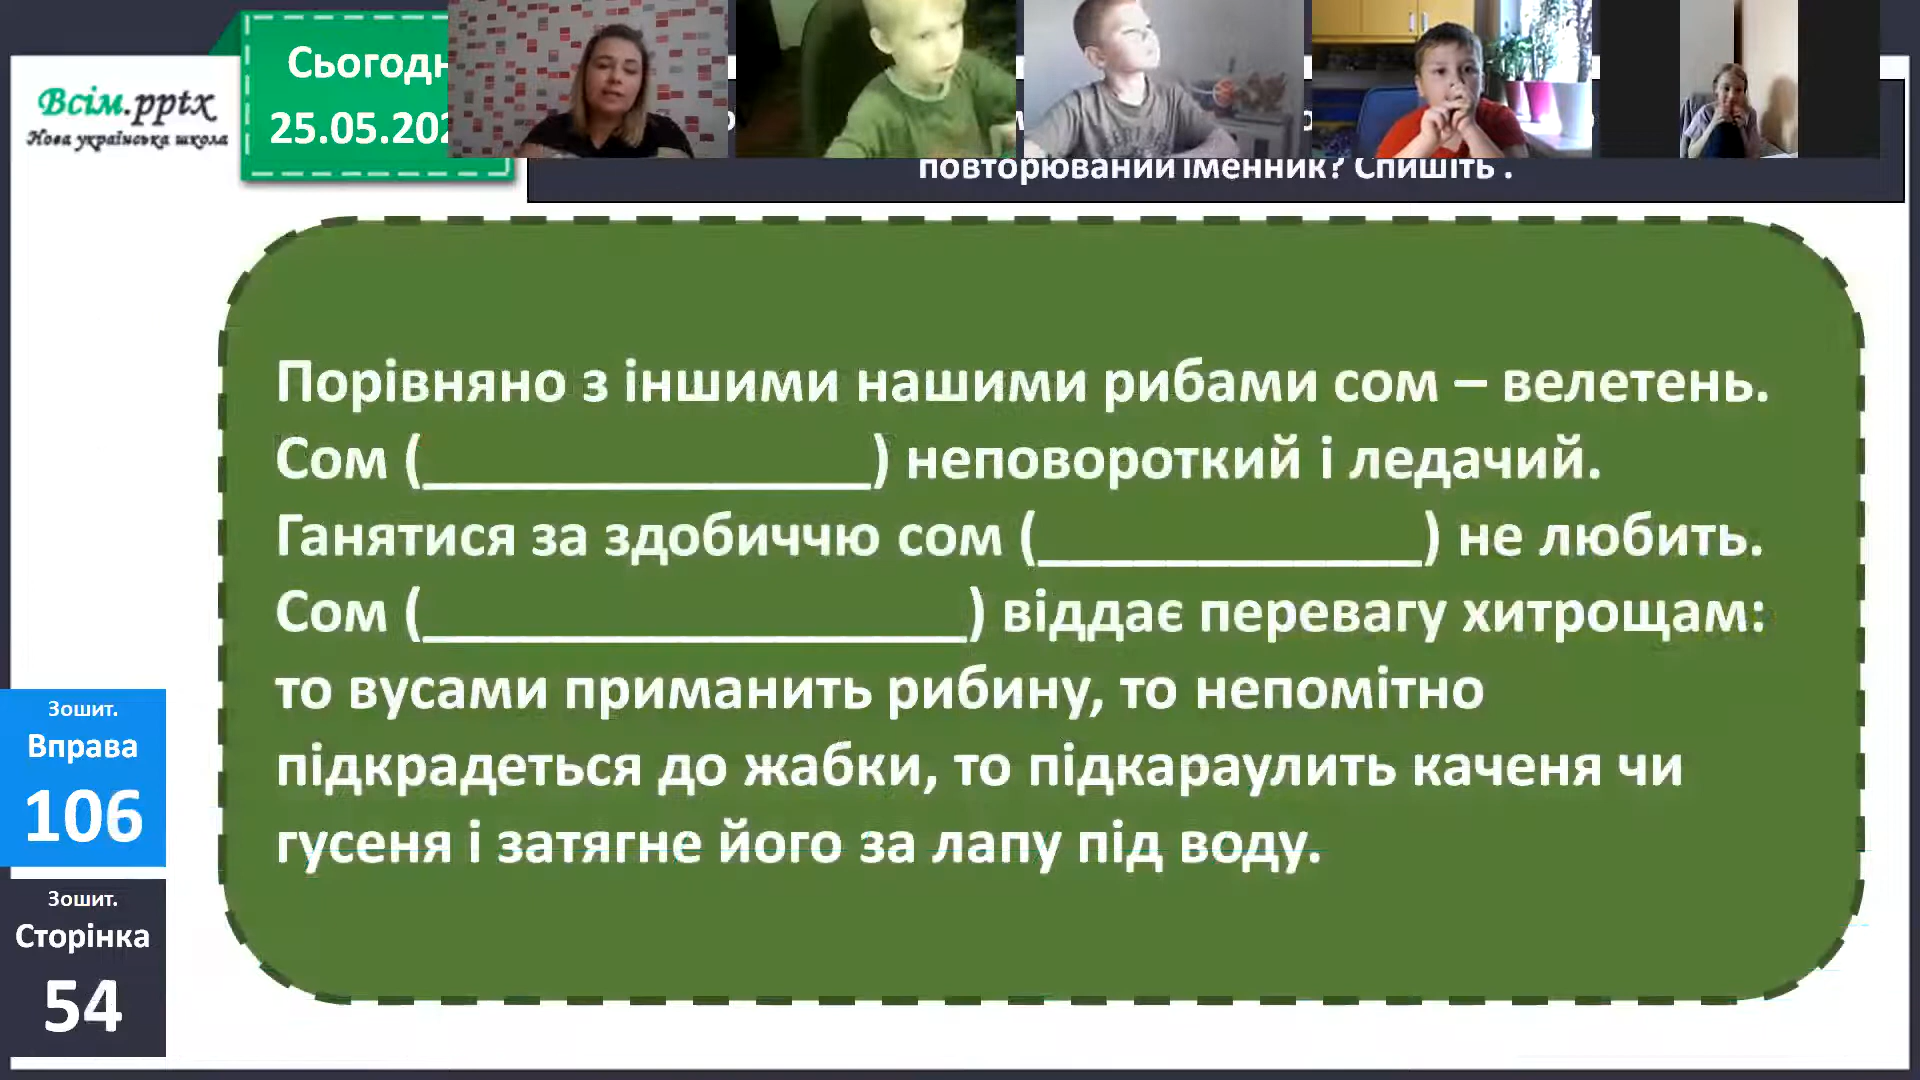 Всім.pptx
Нова українська школа
Сьогодн
25.05.202
повторюваний іменник? Спишіть .
Порівняно з іншими нашими рибами сом – велетень.
Сом (______________) неповороткий і ледачий.
Ганятися за здобиччю сом (____________) не любить.
Сом (_________________) віддає перевагу хитрощам:
то вусами приманить рибину, то непомітно
підкрадеться до жабки, то підкараулить каченя чи
гусеня і затягне його за лапу під воду.
Зошит.
Вправа
106
Зошит.
Сторінка
54